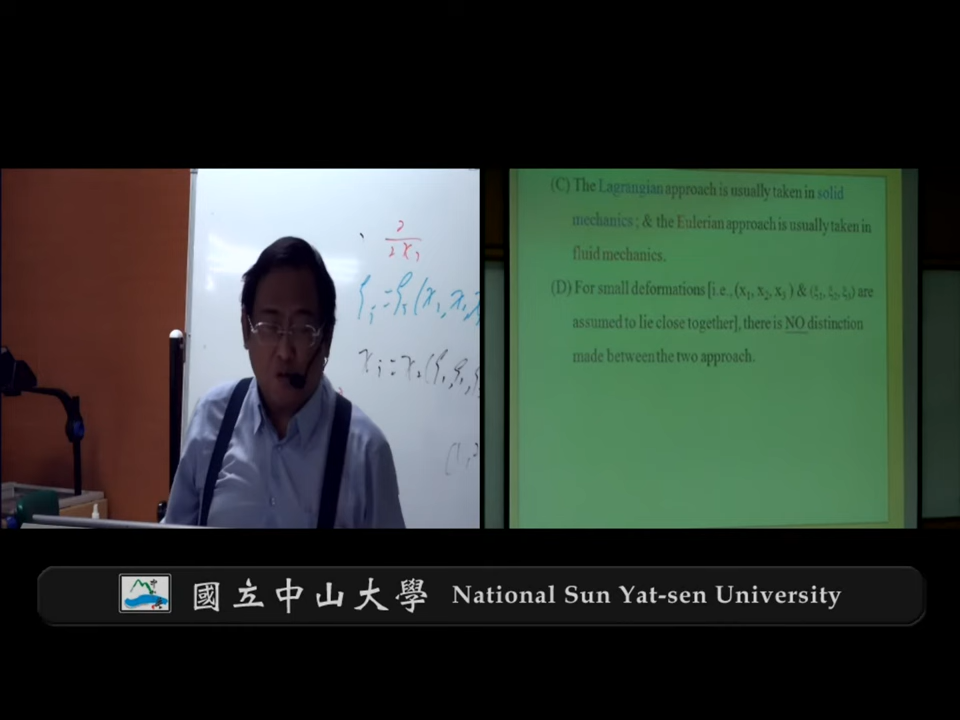 (C) The Lagrangian approach is usually taken in solid
mechanics ; & the Eulerian approach is usually taken in
fluid mechanics.
(D) For small deformations [i.e., (x₁, x₂, x₃ ) & (ξ₁, ξ₂, ξ₃) are
assumed to lie close together], there is NO distinction
made between the two approach.
國立中山大學 National Sun Yat-sen University